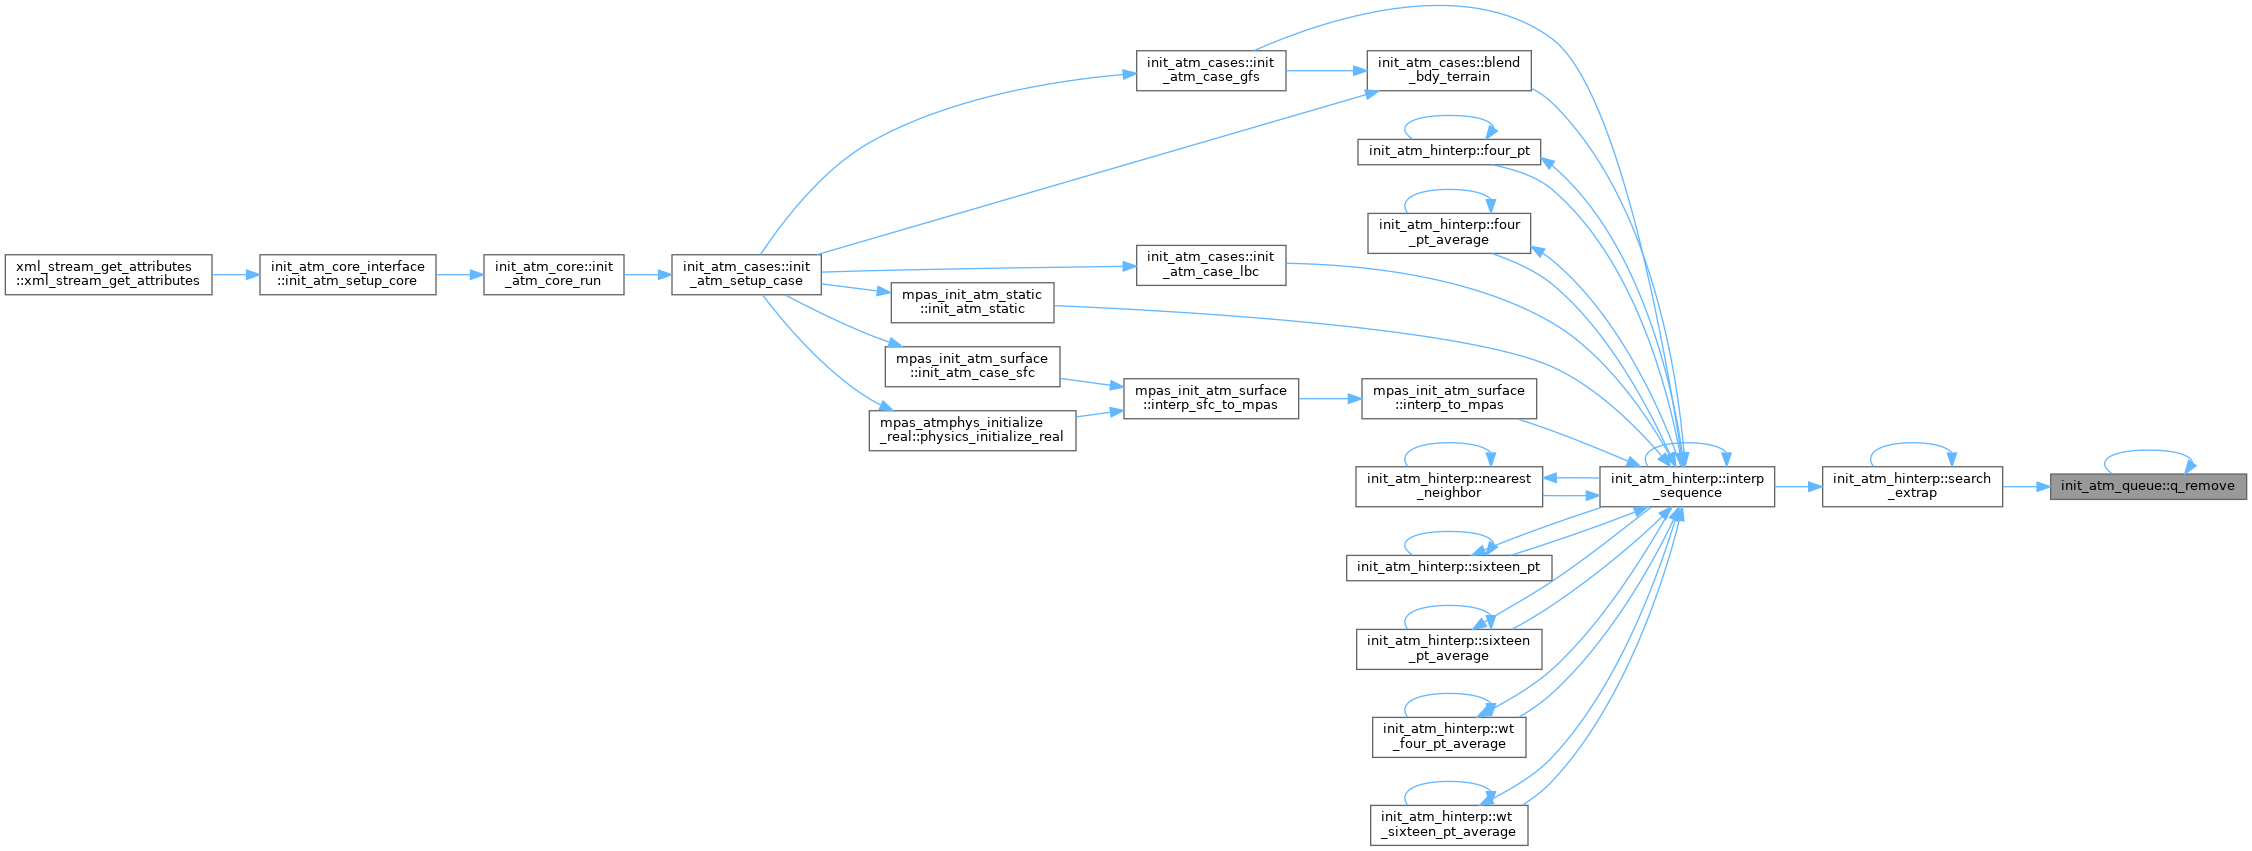 xml_stream_get_attributes
::xml_stream_get_attributes
init_atm_core_interface
::init_atm_setup_core
init_atm_core::init
_atm_core_run
init_atm_cases::init
_atm_setup_case
init_atm_cases::init
_atm_case_gfs
init_atm_cases::blend
_bdy_terrain
init_atm_hinterp::four_pt
init_atm_hinterp::four
_pt_average
init_atm_cases::init
_atm_case_lbc
mpas_init_atm_static
::init_atm_static
mpas_init_atm_surface
::init_atm_case_sfc
mpas_atmphys_initialize
_real::physics_initialize_real
mpas_init_atm_surface
::interp_sfc_to_mpas
mpas_init_atm_surface
::interp_to_mpas
init_atm_hinterp::nearest
_neighbor
init_atm_hinterp::interp
_sequence
init_atm_hinterp::search
_extrap
init_atm_queue::q_remove
init_atm_hinterp::sixteen_pt
init_atm_hinterp::sixteen
_pt_average
init_atm_hinterp::wt
_four_pt_average
init_atm_hinterp::wt
_sixteen_pt_average